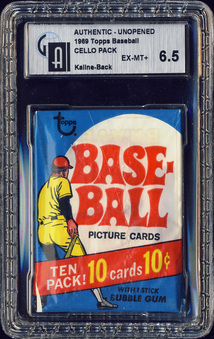 AUTHENTIC - UNOPENED
1969 Topps Baseball
CELLO PACK
EX-MT+
6.5
Kaline-Back
GAI
Topps
BASE-
BALL
PICTURE CARDS
TEN
PACK!
10 cards 10¢
WITH 1 STICK
BUBBLE GUM